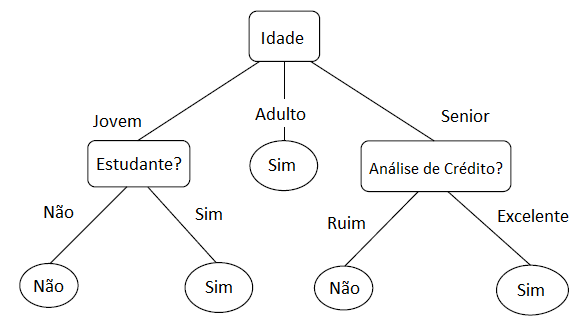 Idade
Jovem
Adulto
Senior
Estudante?
Sim
Análise de Crédito?
Não
Sim
Ruim
Excelente
Não
Sim
Não
Sim